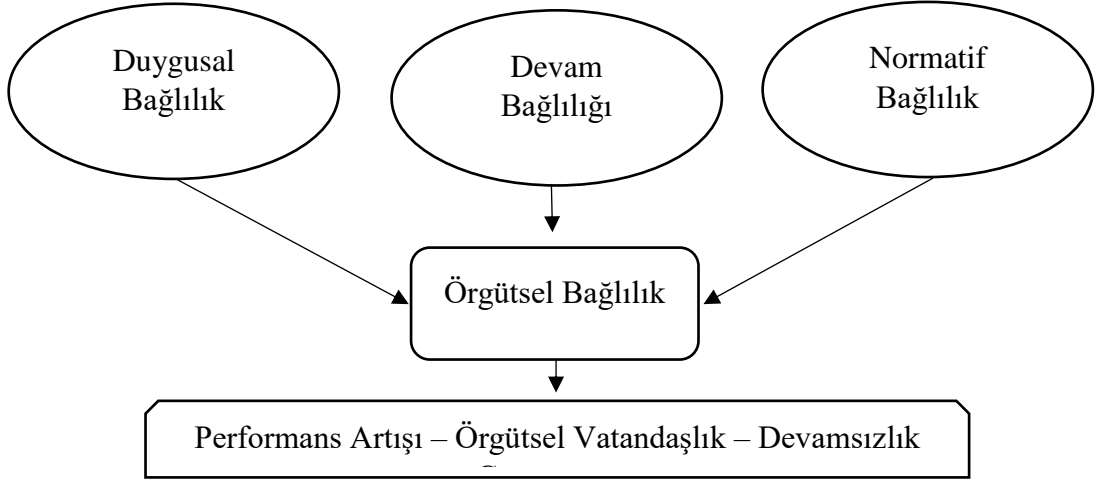 Duygusal
Bağlılık
Devam
Bağlılığı
Normatif
Bağlılık
Örgütsel Bağlılık
Performans Artışı – Örgütsel Vatandaşlık – Devamsızlık